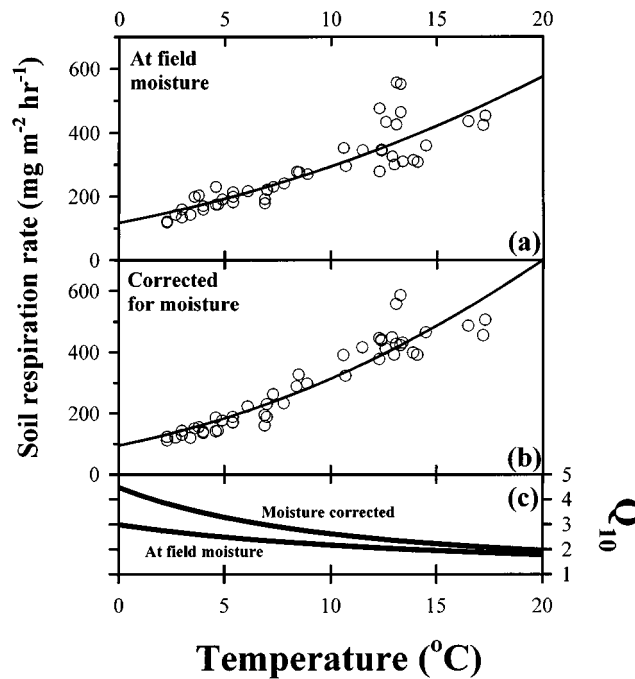 0 5 10 15 20
At field
moisture
600
400
200
0
(a)
Corrected
for moisture
600
400
200
0
(b)
Soil respiration rate (mg m⁻² hr⁻¹)
(c)
Moisture corrected
At field moisture
5
4
3
2
1
Q₁₀
0 5 10 15 20
Temperature (°C)